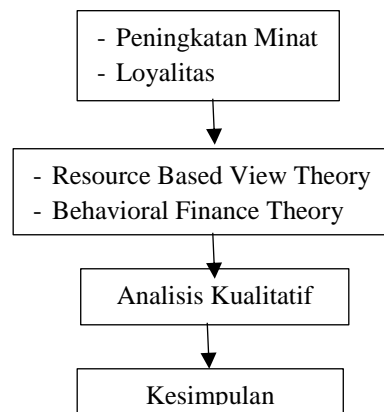 - Peningkatan Minat
- Loyalitas
- Resource Based View Theory
- Behavioral Finance Theory
Analisis Kualitatif
Kesimpulan